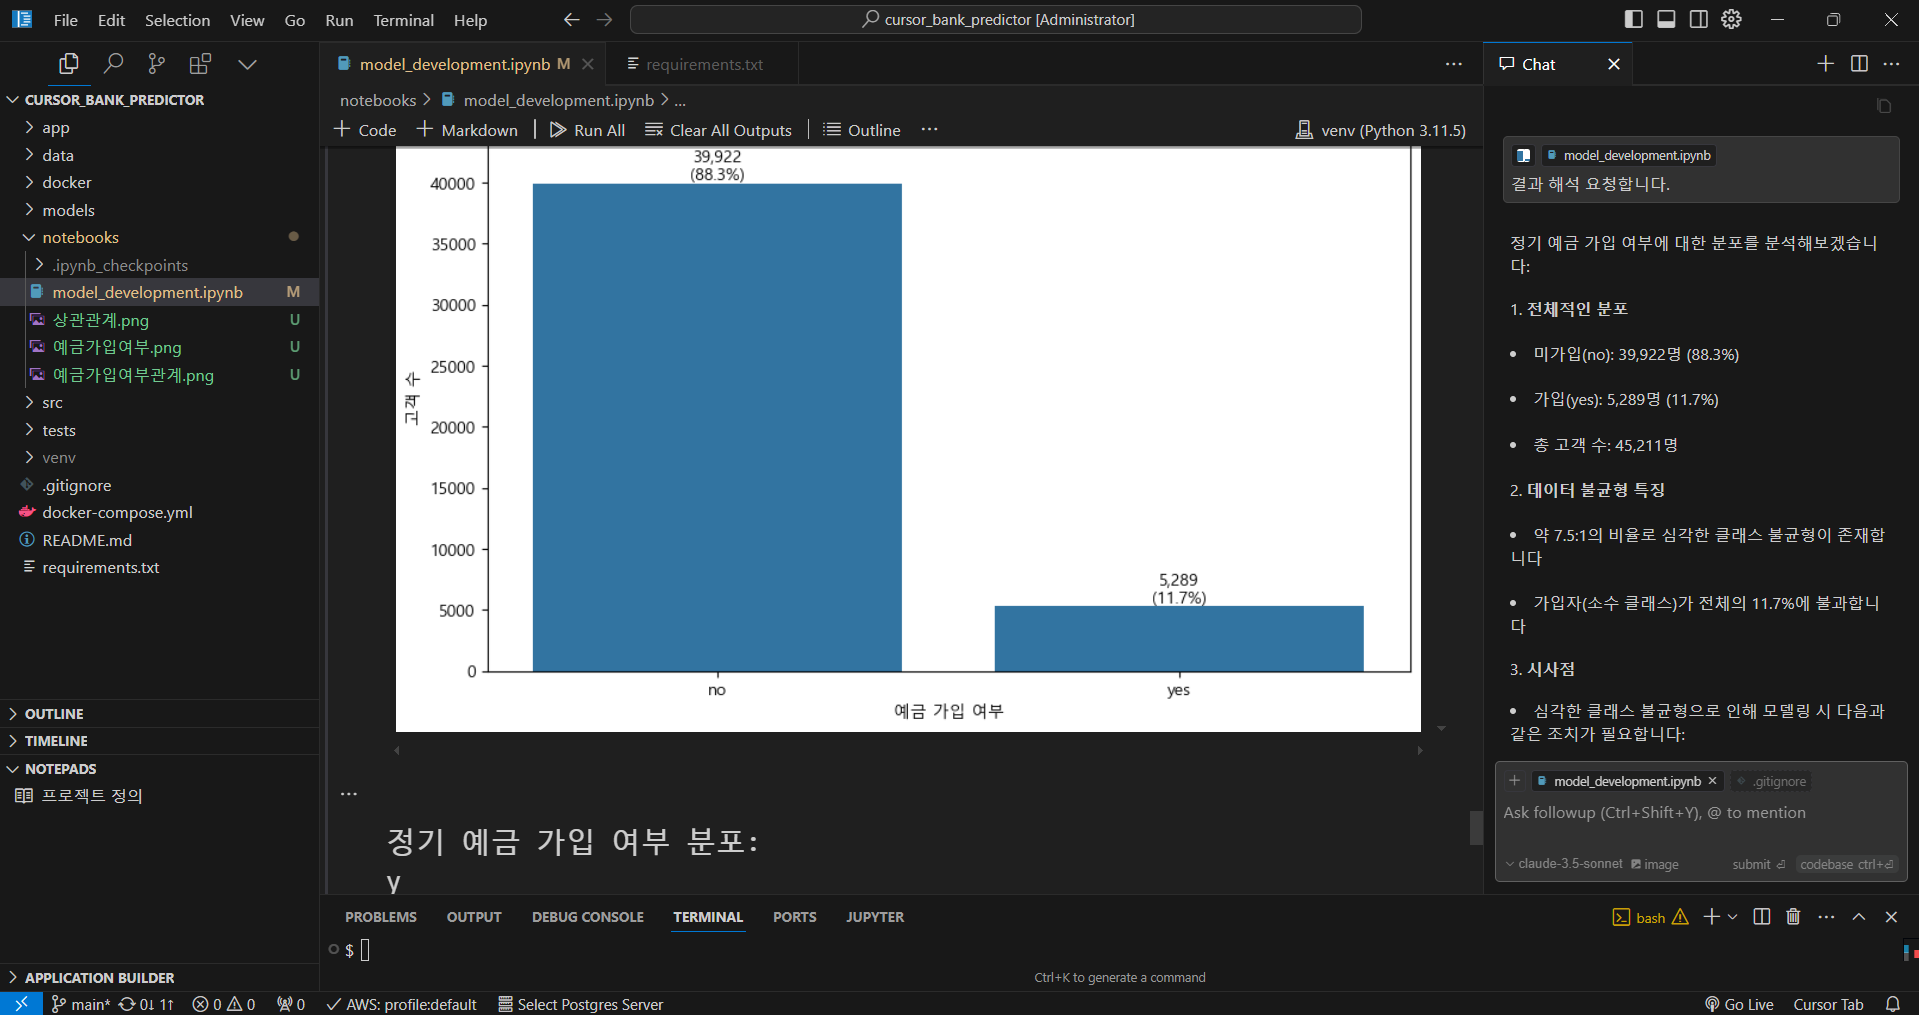 File Edit Selection View Go Run Terminal Help
cursor_bank_predictor [Administrator]
CURSOR_BANK_PREDICTOR
app
data
docker
models
notebooks
.ipynb_checkpoints
model_development.ipynb M
상관관계.png U
예금가입여부.png U
예금가입여부관계.png U
src
tests
venv
.gitignore
docker-compose.yml
README.md
requirements.txt
OUTLINE
TIMELINE
NOTEPADS
프로젝트 정의
APPLICATION BUILDER
model_development.ipynb M
requirements.txt
notebooks > model_development.ipynb > ...
Code Markdown Run All Clear All Outputs Outline
venv (Python 3.11.5)
39,922
(88.3%)
40000
35000
30000
25000
20000
15000
10000
5000
0
고객 수
5,289
(11.7%)
no
yes
예금 가입 여부
정기 예금 가입 여부 분포:
y
PROBLEMS OUTPUT DEBUG CONSOLE TERMINAL PORTS JUPYTER
bash
$
Ctrl+K to generate a command
Chat
model_development.ipynb
결과 해석 요청합니다.
정기 예금 가입 여부에 대한 분포를 분석해보겠습니
다:
1. 전체적인 분포
• 미가입(no): 39,922명 (88.3%)
• 가입(yes): 5,289명 (11.7%)
• 총 고객 수: 45,211명
2. 데이터 불균형 특징
• 약 7.5:1의 비율로 심각한 클래스 불균형이 존재합
니다
• 가입자(소수 클래스)가 전체의 11.7%에 불과합니
다
3. 시사점
• 심각한 클래스 불균형으로 인해 모델링 시 다음과
같은 조치가 필요합니다:
model_development.ipynb
.gitignore
Ask followup (Ctrl+Shift+Y), @ to mention
claude-3.5-sonnet image submit codebase ctrl+⏎
main* 0↓ 1↑ 0 0 0 AWS: profile:default Select Postgres Server
Go Live Cursor Tab